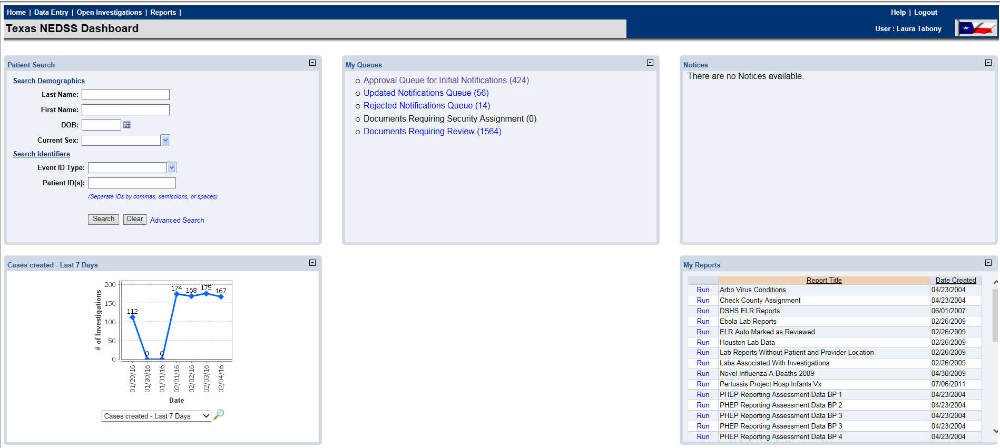 Home | Data Entry | Open Investigations | Reports |
Help | Logout
Texas NEDSS Dashboard
User : Laura Tabony
Patient Search
Search Demographics
Last Name:
First Name:
DOB:
Current Sex:
Search Identifiers
Event ID Type:
Patient ID(s):
(Separate IDs by commas, semicolons, or spaces)
Search Clear Advanced Search
My Queues
Approval Queue for Initial Notifications (424)
Updated Notifications Queue (56)
Rejected Notifications Queue (14)
Documents Requiring Security Assignment (0)
Documents Requiring Review (1564)
Notices
There are no Notices available.
Cases created - Last 7 Days
# of Investigations
200
150
100
50
0
112
0
0
174
168
175
167
01/29/16
01/30/16
01/31/16
02/01/16
02/02/16
02/03/16
02/04/16
Date
Cases created - Last 7 Days
My Reports
Report Title Date Created
Run Arbo Virus Conditions 04/23/2004
Run Check County Assignment 04/23/2004
Run DSHS ELR Reports 06/01/2007
Run Ebola Lab Reports 02/26/2009
Run ELR Auto Marked as Reviewed 02/26/2009
Run Houston Lab Data 02/26/2009
Run Lab Reports Without Patient and Provider Location 02/26/2009
Run Labs Associated With Investigations 02/26/2009
Run Novel Influenza A Deaths 2009 04/30/2009
Run Pertussis Project Hosp Infants Vx 07/06/2011
Run PHEP Reporting Assessment Data BP 1 04/23/2004
Run PHEP Reporting Assessment Data BP 2 04/23/2004
Run PHEP Reporting Assessment Data BP 3 04/23/2004
Run PHEP Reporting Assessment Data BP 3 04/23/2004
Run PHEP Reporting Assessment Data BP 4 04/23/2004